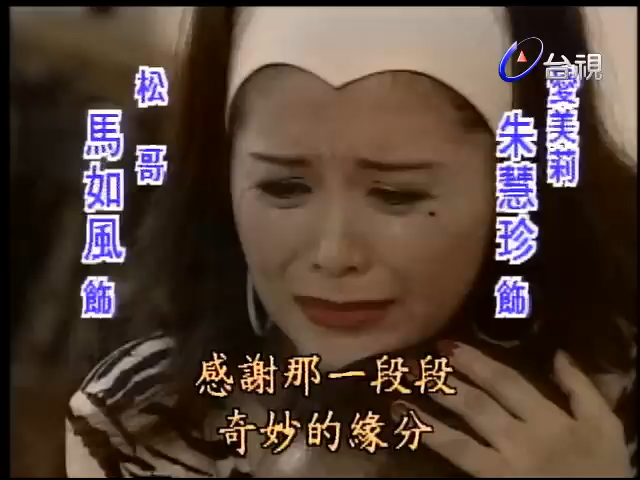 台視
愛美莉
朱慧珍 飾
松哥
馬如風 飾
感謝那一段段
奇妙的緣分